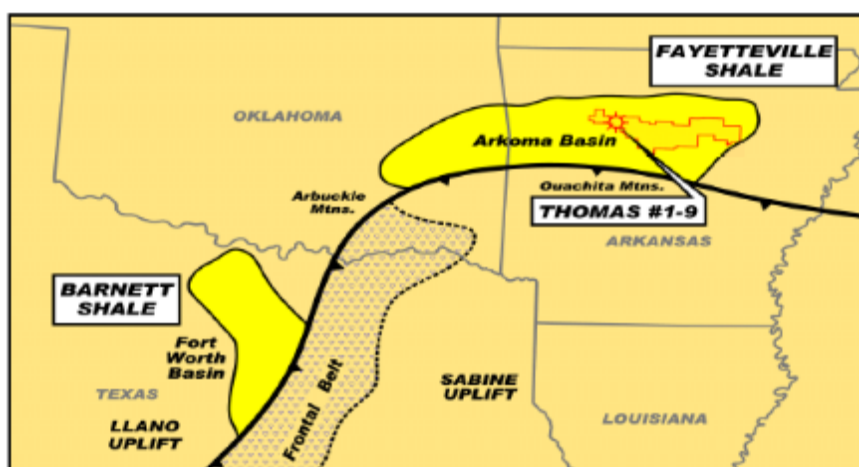 FAYETTEVILLE
SHALE
OKLAHOMA
Arkoma Basin
Arbuckle
Mtns.
Ouachita Mtns.
THOMAS #1-9
ARKANSAS
BARNETT
SHALE
Fort
Worth
Basin
Frontal Belt
SABINE
UPLIFT
TEXAS
LLANO
UPLIFT
LOUISIANA